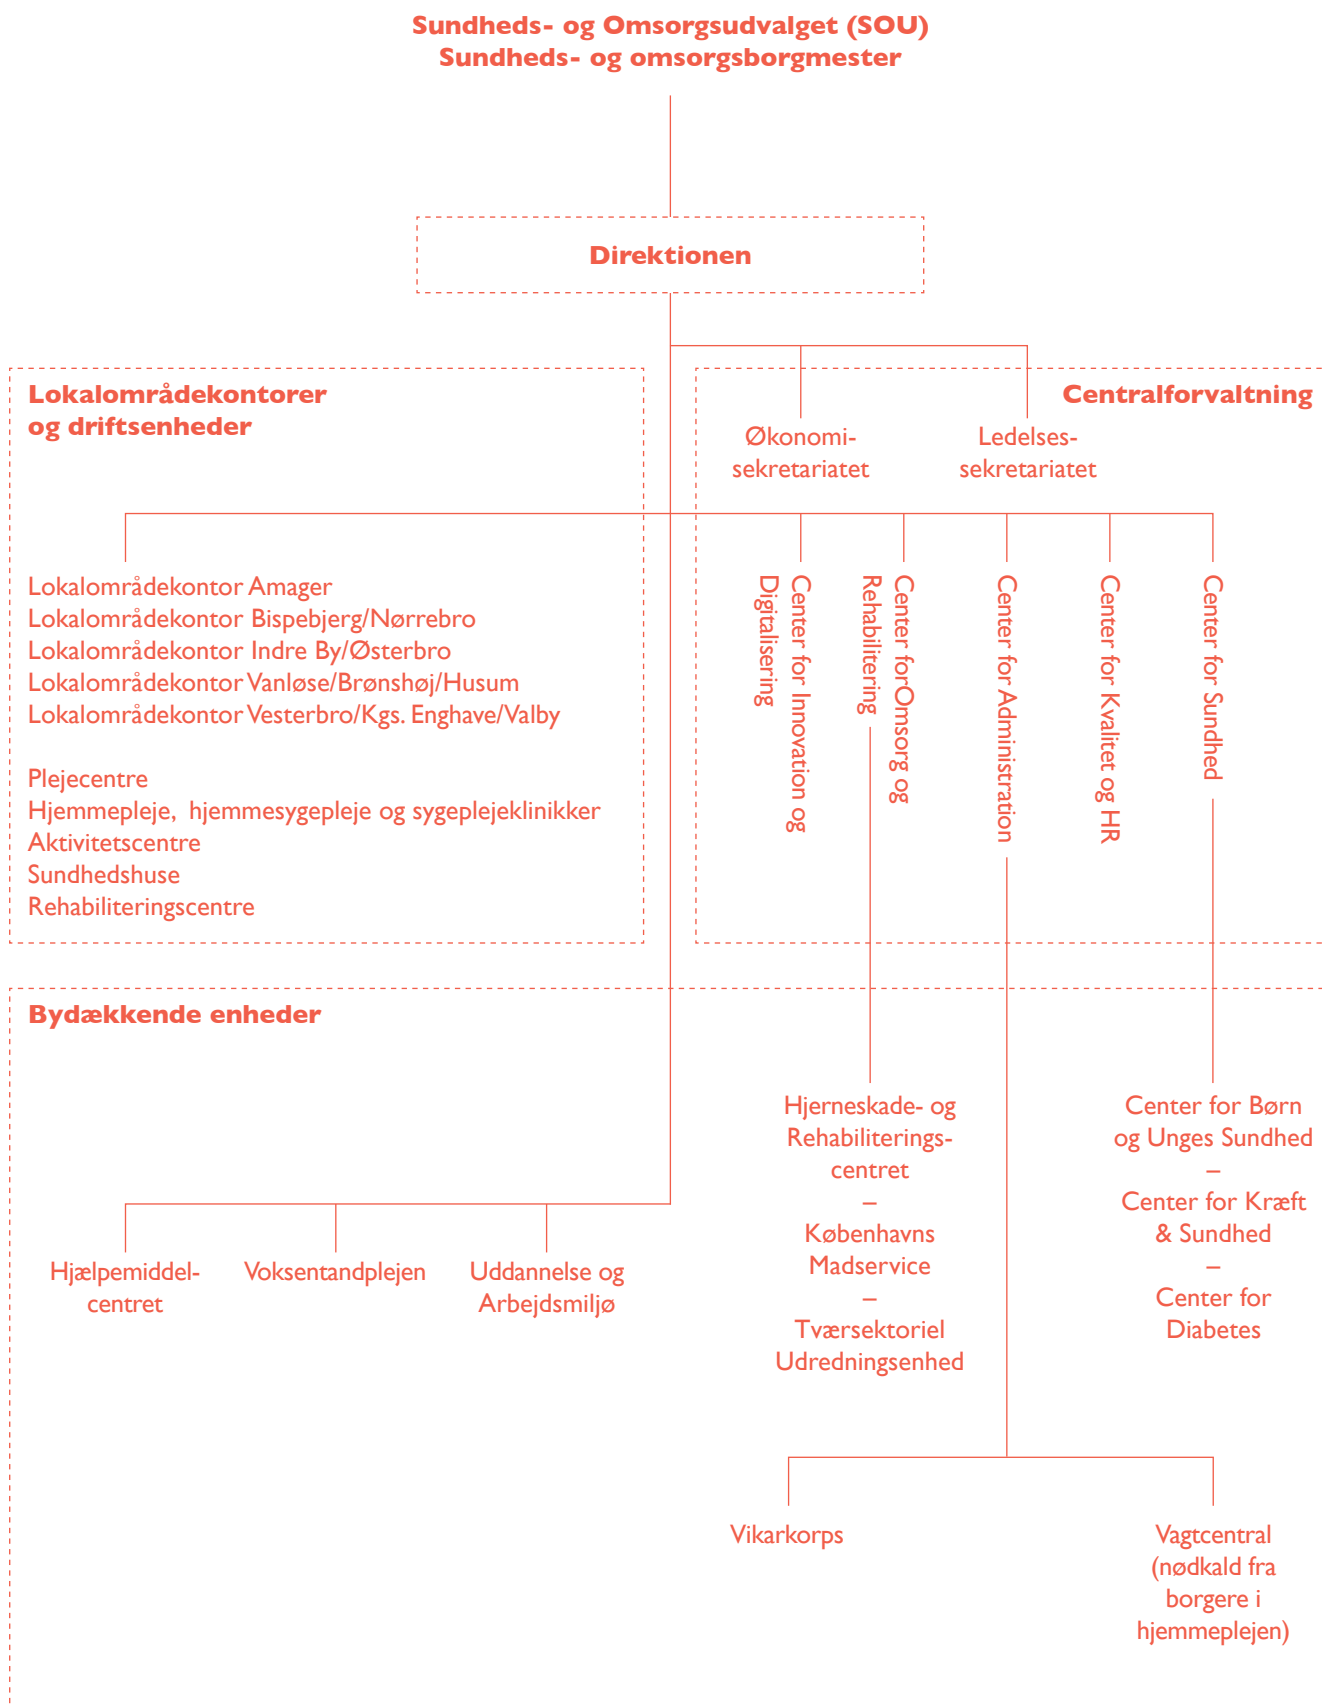 Sundheds- og Omsorgsudvalget (SOU)
Sundheds- og omsorgsborgmester
Direktionen
Lokalområdekontorer
og driftsenheder
Lokalområdekontor Amager
Lokalområdekontor Bispebjerg/Nørrebro
Lokalområdekontor Indre By/Østerbro
Lokalområdekontor Vanløse/Brønshøj/Husum
Lokalområdekontor Vesterbro/Kgs. Enghave/Valby
Plejecentre
Hjemmepleje, hjemmesygepleje og sygeplejeklinikker
Aktivitetscentre
Sundhedshuse
Rehabiliteringscentre
Centralforvaltning
Økonomi-
sekretariatet
Ledelses-
sekretariatet
Center for Innovation og
Digitalisering
Center forOmsorg og
Rehabilitering
Center for Administration
Center for Kvalitet og HR
Center for Sundhed
Bydækkende enheder
Hjælpemiddel-
centret
Voksentandplejen
Uddannelse og
Arbejdsmiljø
Hjerneskade- og
Rehabiliterings-
centret
–
Københavns
Madservice
–
Tværsektoriel
Udredningsenhed
Center for Børn
og Unges Sundhed
–
Center for Kræft
& Sundhed
–
Center for
Diabetes
Vikarkorps
Vagtcentral
(nødkald fra
borgere i
hjemmeplejen)